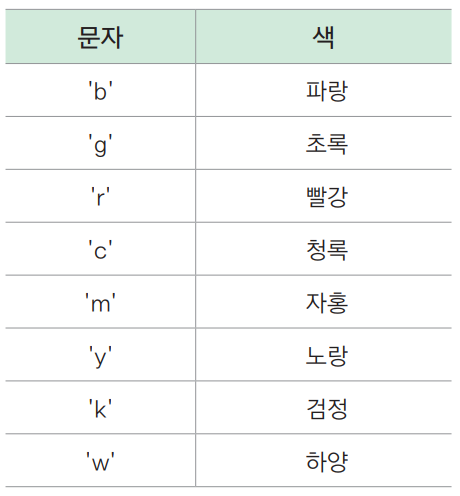 문자 색
'b' 파랑
'g' 초록
'r' 빨강
'c' 청록
'm' 자홍
'y' 노랑
'k' 검정
'w' 하양